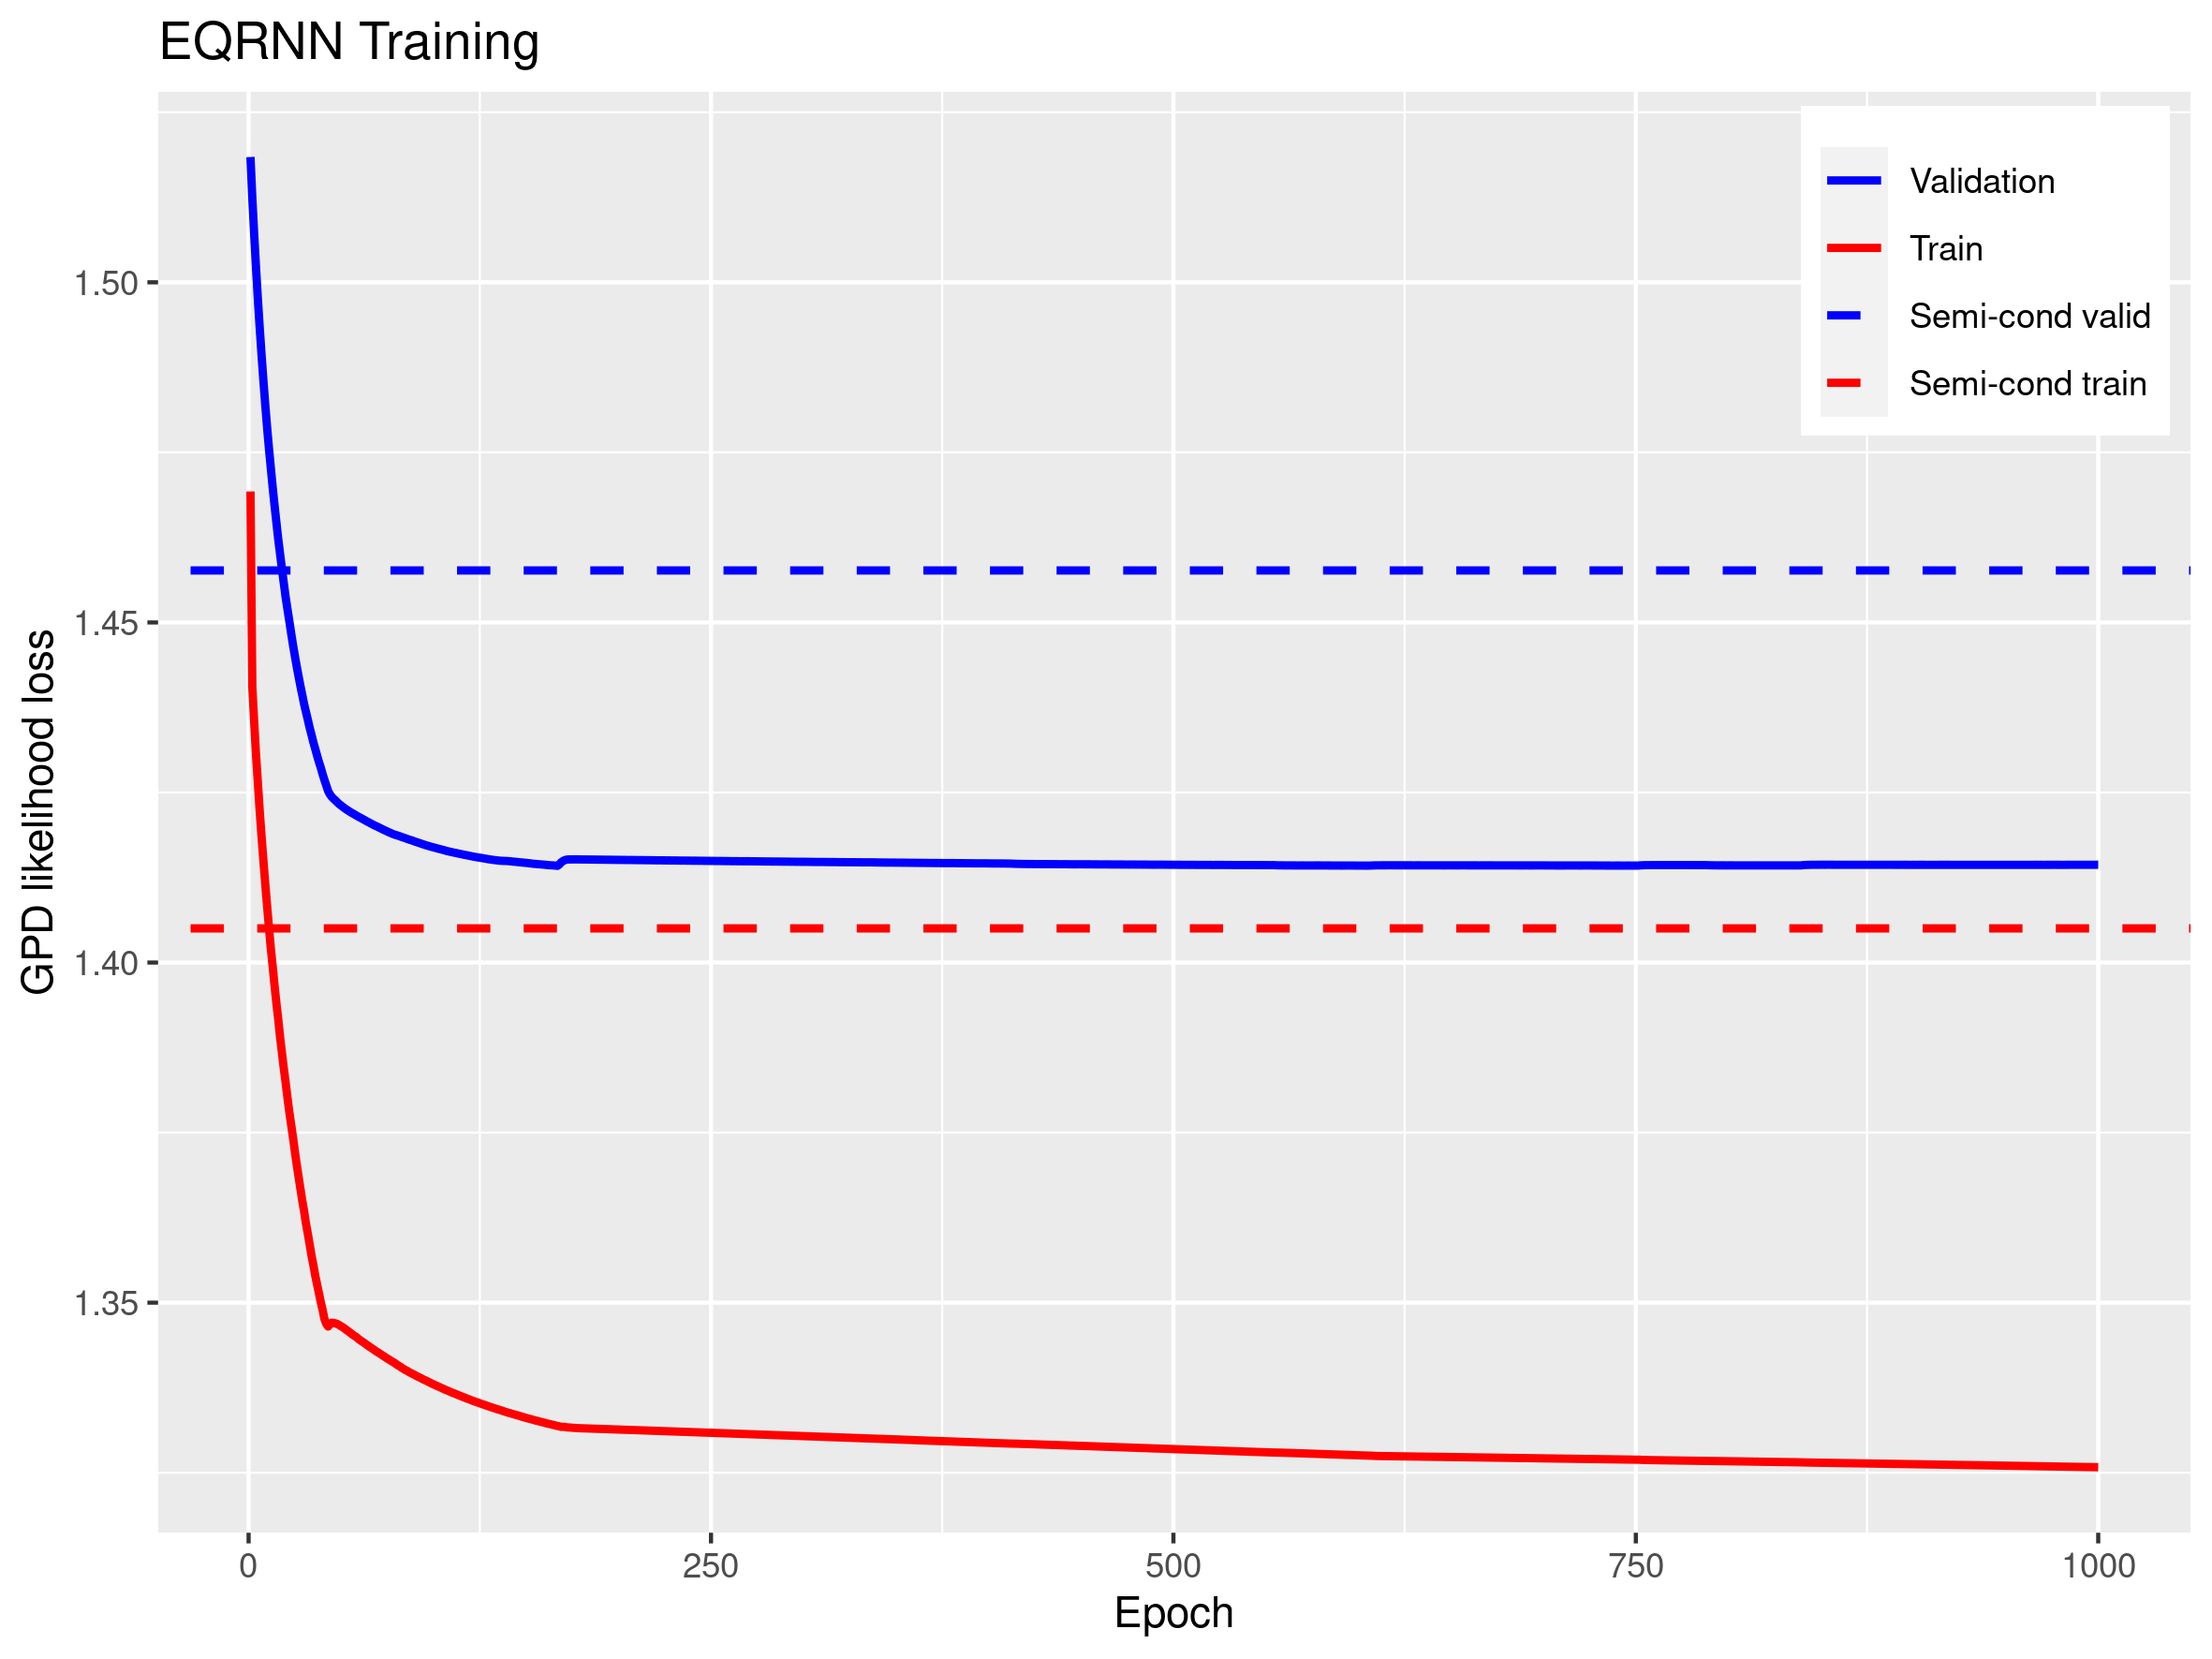 EQRNN Training
Validation
Train
Semi-cond valid
Semi-cond train
GPD likelihood loss
1.50
1.45
1.40
1.35
0 250 500 750 1000
Epoch